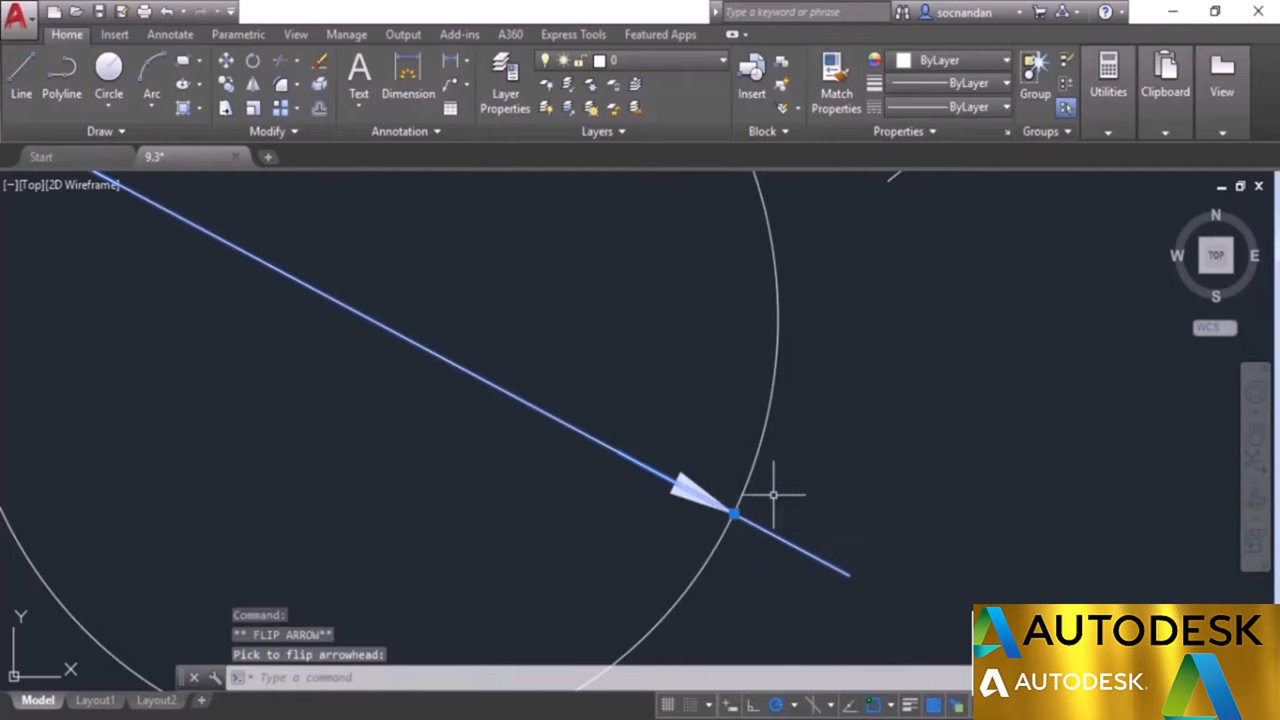 Type a keyword or phrase
socnandan
Home Insert Annotate Parametric View Manage Output Add-ins A360 Express Tools Featured Apps
Line Polyline Circle Arc
Text Dimension
Layer Properties
0
Insert
Match Properties
ByLayer
ByLayer
ByLayer
Group
Utilities
Clipboard
View
Draw Modify Annotation Layers Block Properties Groups
Start 9.3*
[−][Top][2D Wireframe]
N
W TOP E
S
WCS
Command:
** FLIP ARROW**
Pick to flip arrowhead:
Type a command
Y
X
Model Layout1 Layout2
AUTODESK
AUTODESK.